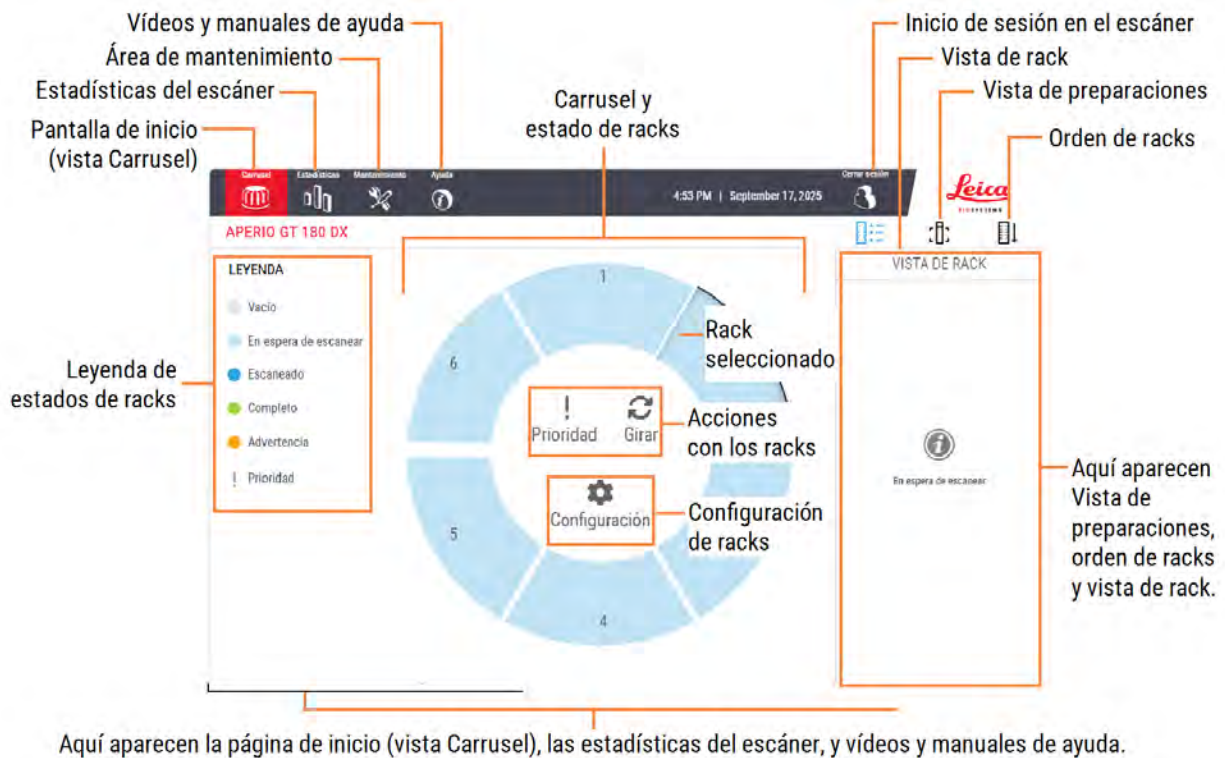 Vídeos y manuales de ayuda
Área de mantenimiento
Estadísticas del escáner
Pantalla de inicio
(vista Carrusel)
Carrusel y
estado de racks
Inicio de sesión en el escáner
Vista de rack
Vista de preparaciones
Orden de racks
Carrusel
Estadísticas
Mantenimiento
Ayuda
4:53 PM | September 17, 2025
Cerrar sesión
Leica
BIOSYSTEMS
APERIO GT 180 DX
VISTA DE RACK
LEYENDA
Vacío
En espera de escanear
Escaneado
Completo
Advertencia
! Prioridad
Leyenda de
estados de racks
1
6
5
4
Rack
seleccionado
!
Prioridad Girar
Acciones
con los racks
Configuración
Configuración
de racks
En espera de escanear
Aquí aparecen
Vista de
preparaciones,
orden de racks
y vista de rack.
Aquí aparecen la página de inicio (vista Carrusel), las estadísticas del escáner, y vídeos y manuales de ayuda.